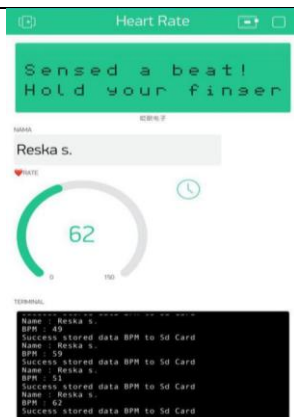 Heart Rate
Sensed a beat!
Hold your finger
NAMA
Reska s.
RATE
62
0
150
TERMINAL
Name : Reska s.
BPM : 49
Success stored data BPM to Sd Card
Name : Reska s.
BPM : 59
Success stored data BPM to Sd Card
Name : Reska s.
BPM : 51
Success stored data BPM to Sd Card
Name : Reska s.
BPM : 62
Success stored data BPM to Sd Card